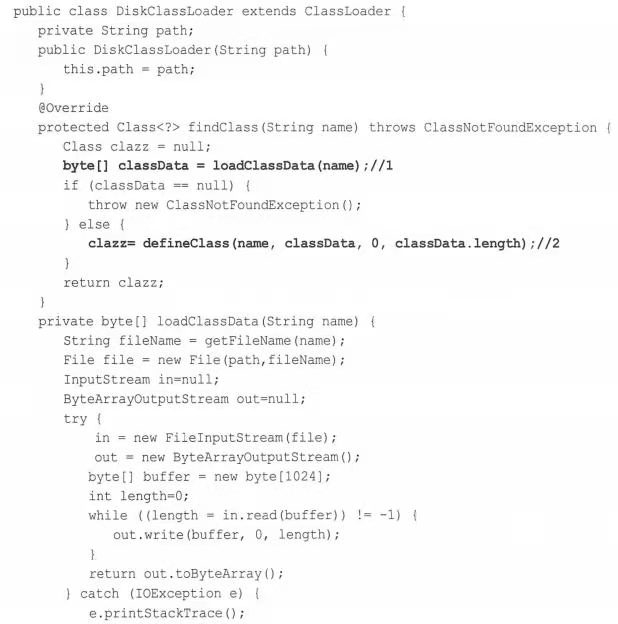 public class DiskClassLoader extends ClassLoader {
private String path;
public DiskClassLoader(String path) {
this.path = path;
}
@Override
protected Class<?> findClass(String name) throws ClassNotFoundException {
Class clazz = null;
byte[] classData = loadClassData(name);//1
if (classData == null) {
throw new ClassNotFoundException();
} else {
clazz= defineClass(name, classData, 0, classData.length);//2
}
return clazz;
}
private byte[] loadClassData(String name) {
String fileName = getFileName(name);
File file = new File(path,fileName);
InputStream in=null;
ByteArrayOutputStream out=null;
try {
in = new FileInputStream(file);
out = new ByteArrayOutputStream();
byte[] buffer = new byte[1024];
int length=0;
while ((length = in.read(buffer)) != -1) {
out.write(buffer, 0, length);
}
return out.toByteArray();
} catch (IOException e) {
e.printStackTrace();